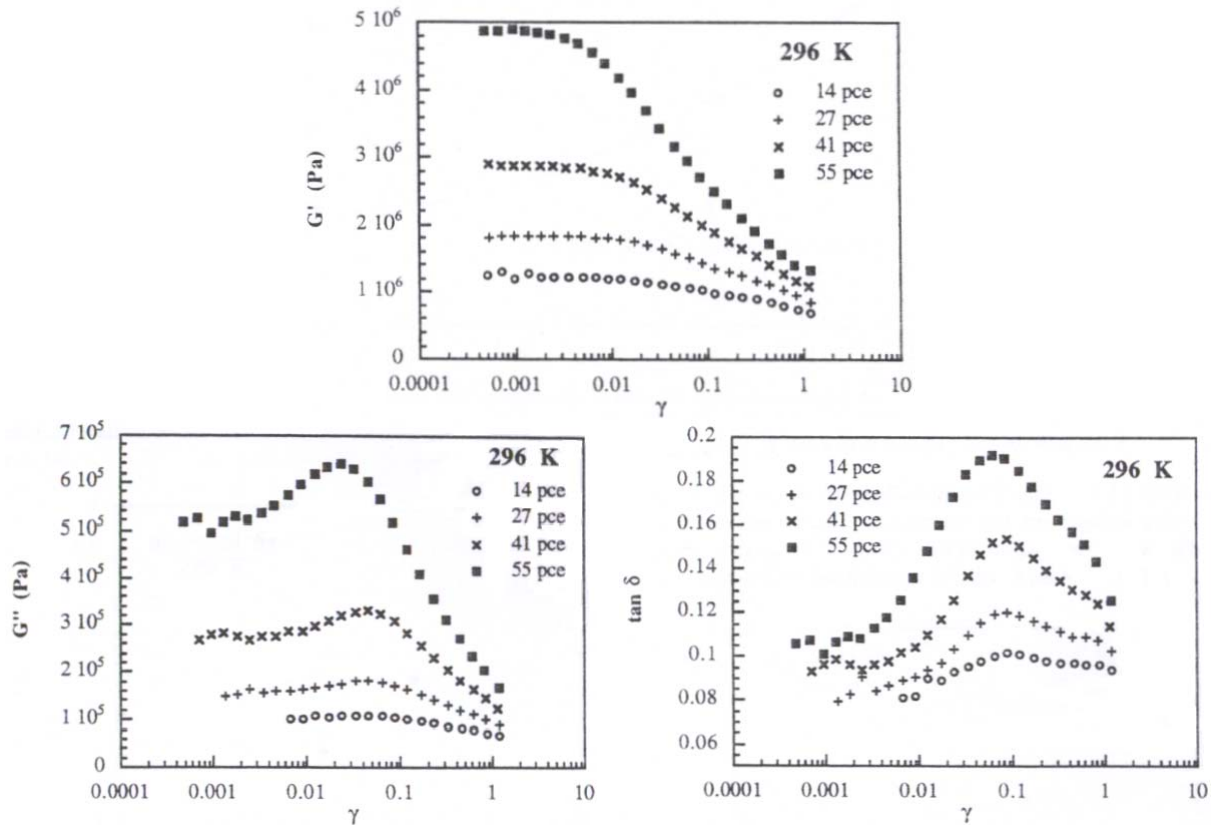 5 10⁶
4 10⁶
3 10⁶
2 10⁶
1 10⁶
0
G' (Pa)
296 K
14 pce
27 pce
41 pce
55 pce
0.0001
0.001
0.01
0.1
1
10
γ
7 10⁵
6 10⁵
5 10⁵
4 10⁵
3 10⁵
2 10⁵
1 10⁵
0
G'' (Pa)
296 K
14 pce
27 pce
41 pce
55 pce
0.0001
0.001
0.01
0.1
1
10
γ
0.2
0.18
0.16
0.14
0.12
0.1
0.08
0.06
tan δ
14 pce
27 pce
41 pce
55 pce
296 K
0.0001
0.001
0.01
0.1
1
10
γ